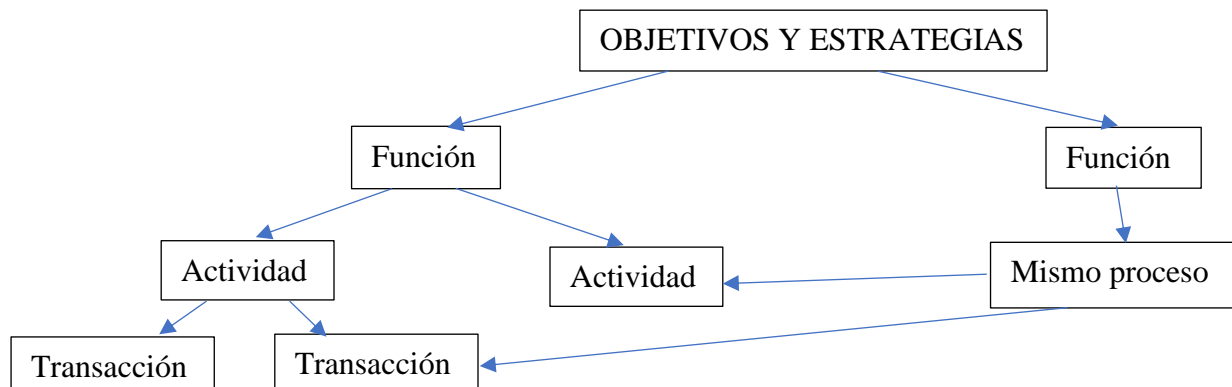 OBJETIVOS Y ESTRATEGIAS
Función
Función
Actividad
Actividad
Mismo proceso
Transacción
Transacción